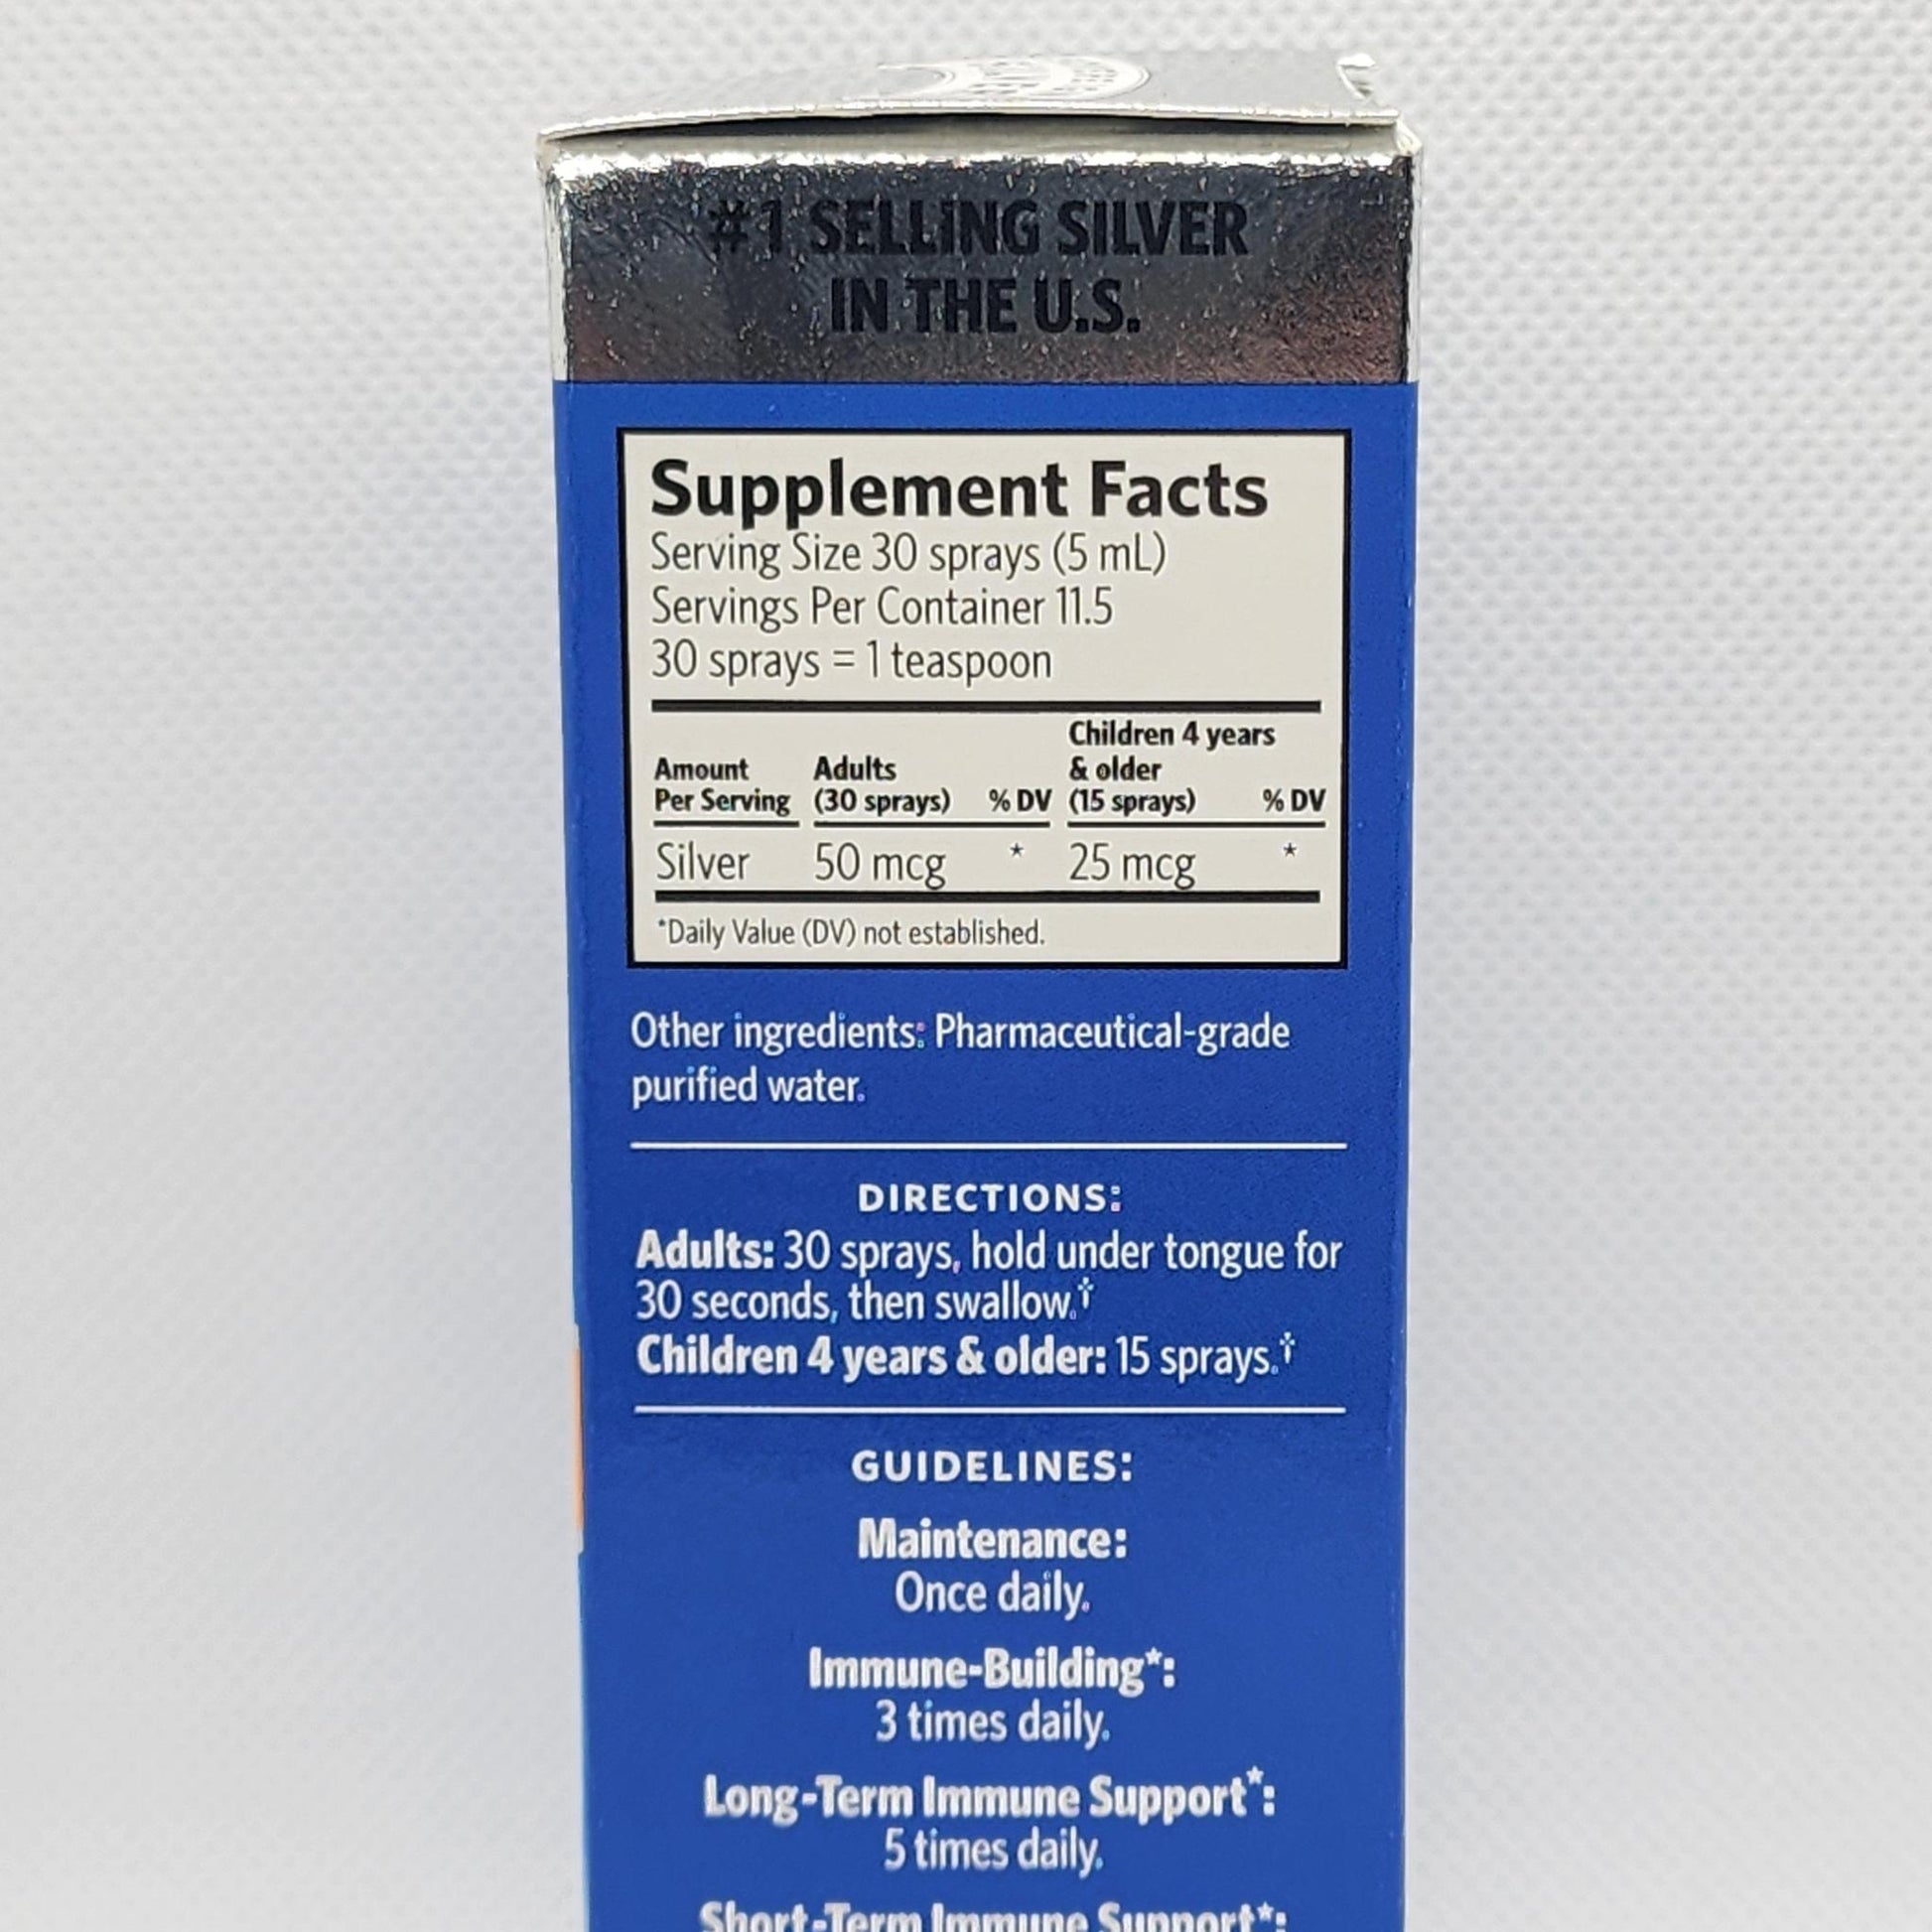 #1 SELLING SILVER
IN THE U.S.
Supplement Facts
Serving Size 30 sprays (5 mL)
Servings Per Container 11.5
30 sprays = 1 teaspoon
Amount Per Serving Adults (30 sprays) % DV Children 4 years & older (15 sprays) % DV
Silver 50 mcg * 25 mcg *
*Daily Value (DV) not established.
Other ingredients: Pharmaceutical-grade
purified water.
DIRECTIONS:
Adults: 30 sprays, hold under tongue for
30 seconds, then swallow.†
Children 4 years & older: 15 sprays.†
GUIDELINES:
Maintenance:
Once daily.
Immune-Building*:
3 times daily.
Long-Term Immune Support*:
5 times daily.
Short-Term Immune Support*: